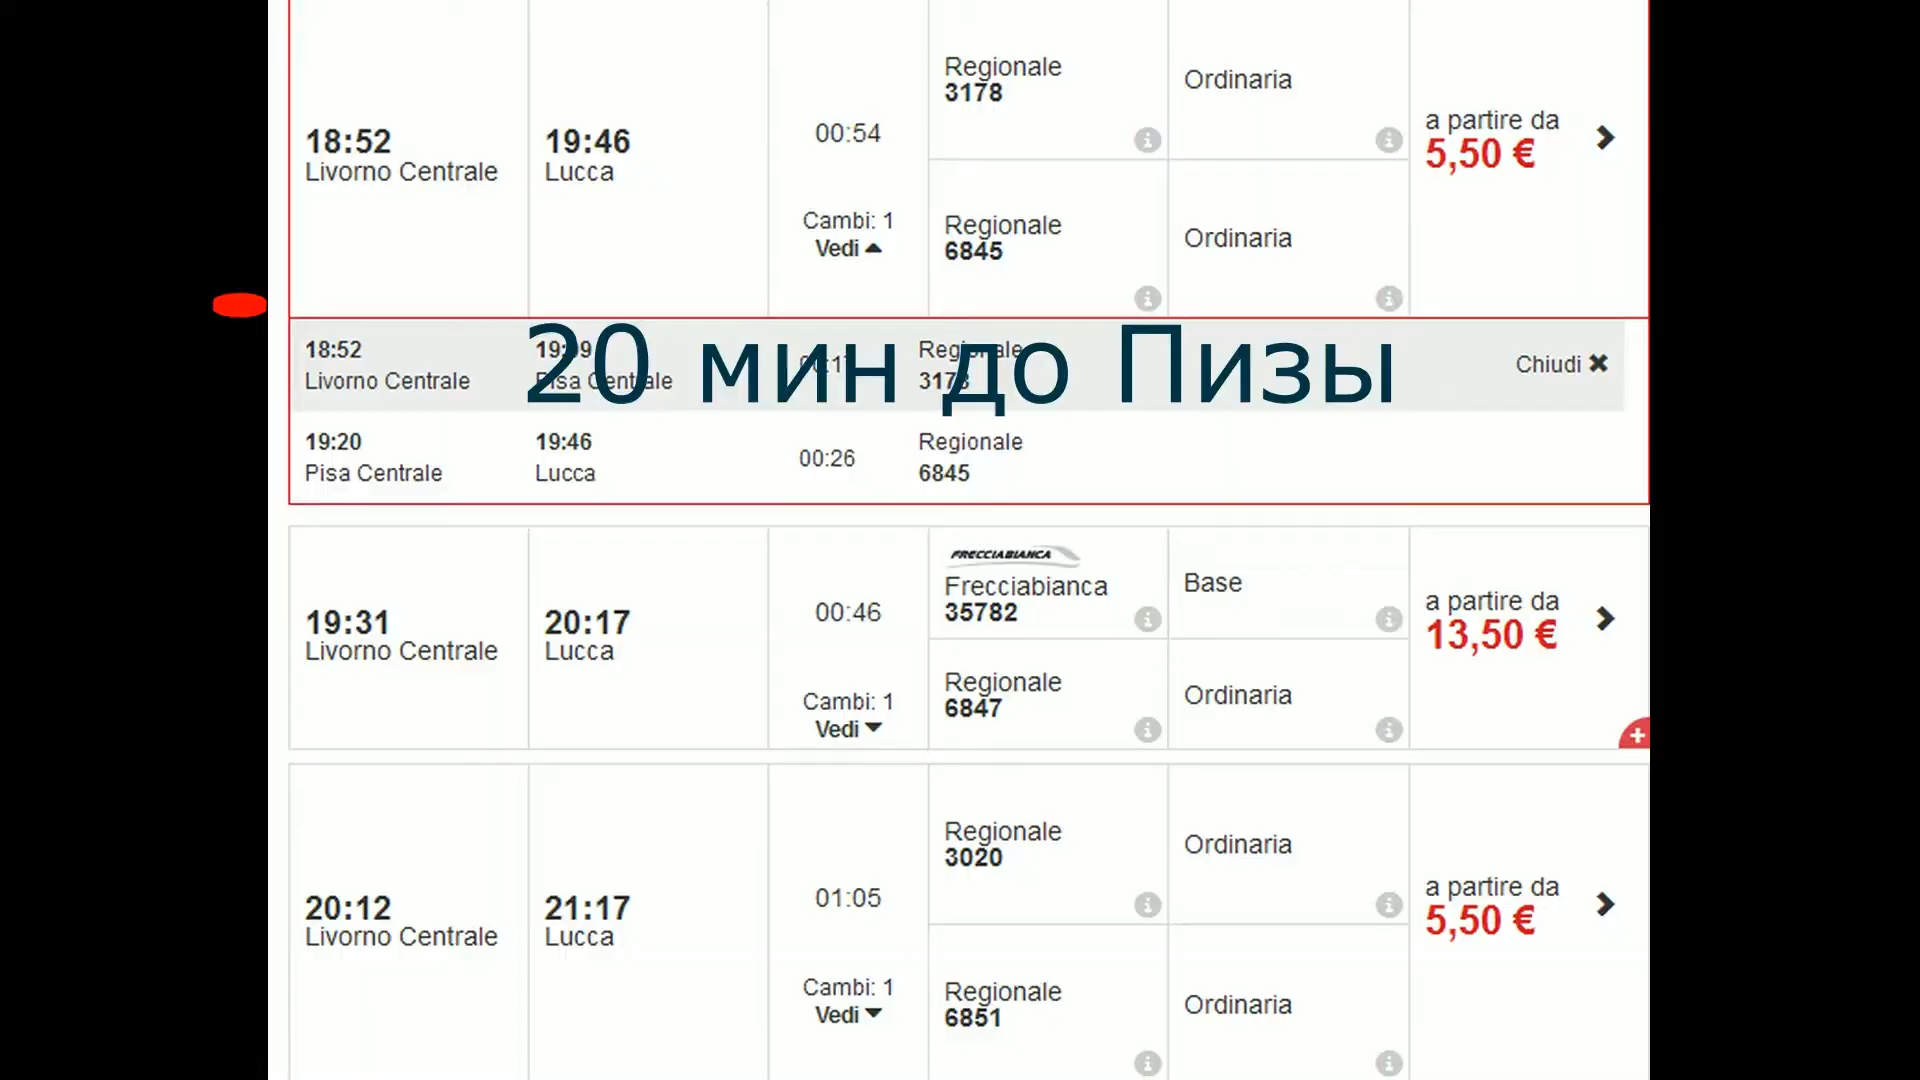 Regionale
3178
Ordinaria
18:52
Livorno Centrale
19:46
Lucca
00:54
a partire da
5,50 €
Cambi: 1
Vedi
Regionale
6845
Ordinaria
20 мин до Пизы
18:52
Livorno Centrale
Pisa Centrale
Regionale
3178
Chiudi
19:20
Pisa Centrale
19:46
Lucca
00:26
Regionale
6845
19:31
Livorno Centrale
20:17
Lucca
00:46
Cambi: 1
Vedi
FRECCIABIANCA
Frecciabianca
35782
Base
Regionale
6847
Ordinaria
a partire da
13,50 €
20:12
Livorno Centrale
21:17
Lucca
01:05
Cambi: 1
Vedi
Regionale
3020
Ordinaria
Regionale
6851
Ordinaria
a partire da
5,50 €